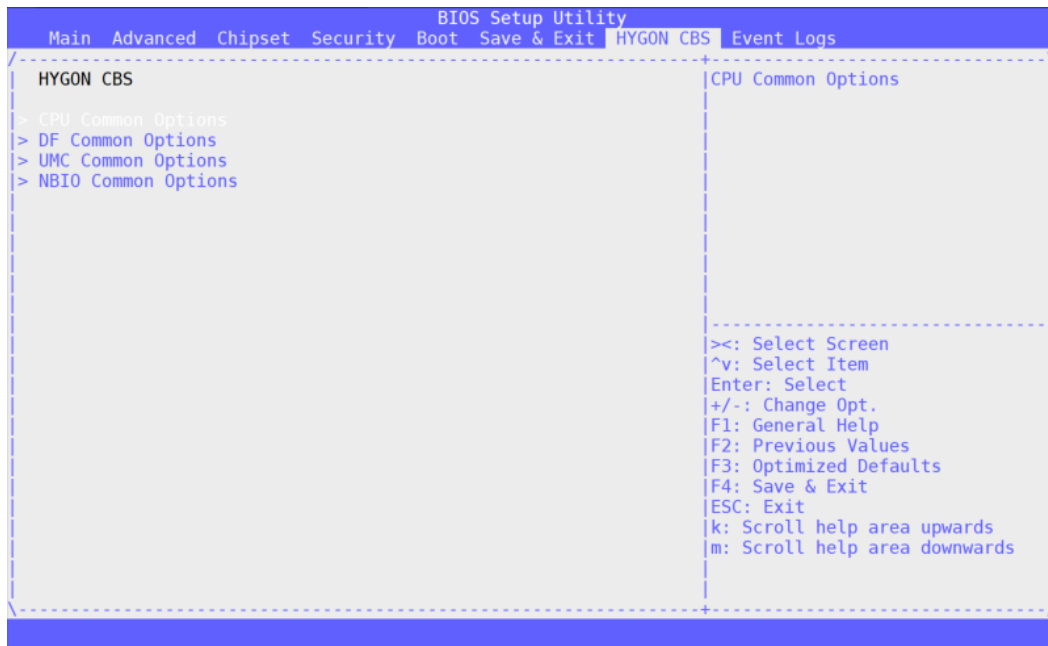 BIOS Setup Utility
Main Advanced Chipset Security Boot Save & Exit HYGON CBS Event Logs
HYGON CBS
> CPU Common Options
> DF Common Options
> UMC Common Options
> NBIO Common Options
CPU Common Options
><: Select Screen
^v: Select Item
Enter: Select
+/-: Change Opt.
F1: General Help
F2: Previous Values
F3: Optimized Defaults
F4: Save & Exit
ESC: Exit
k: Scroll help area upwards
m: Scroll help area downwards